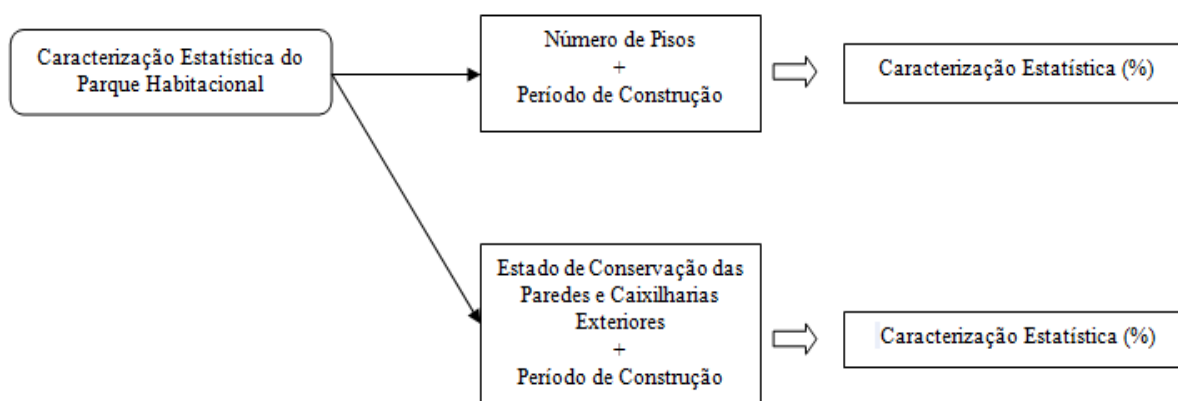 Caracterização Estatística do
Parque Habitacional
Número de Pisos
+
Período de Construção
Caracterização Estatística (%)
Estado de Conservação das
Paredes e Caixilharias
Exteriores
+
Período de Construção
Caracterização Estatística (%)